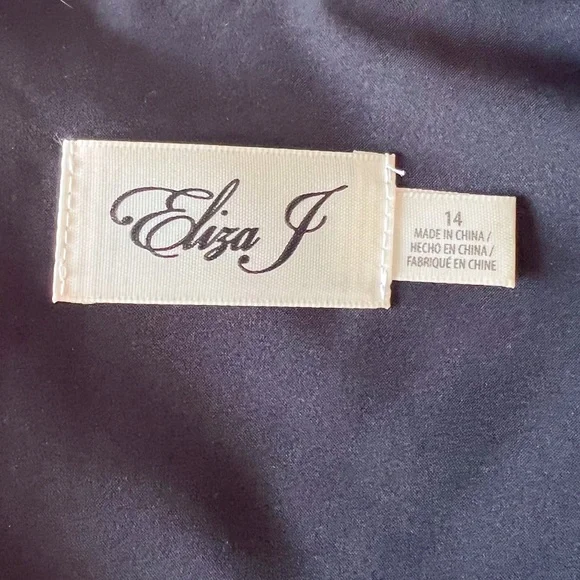 Eliza J
14
MADE IN CHINA /
HECHO EN CHINA /
FABRIQUÉ EN CHINE